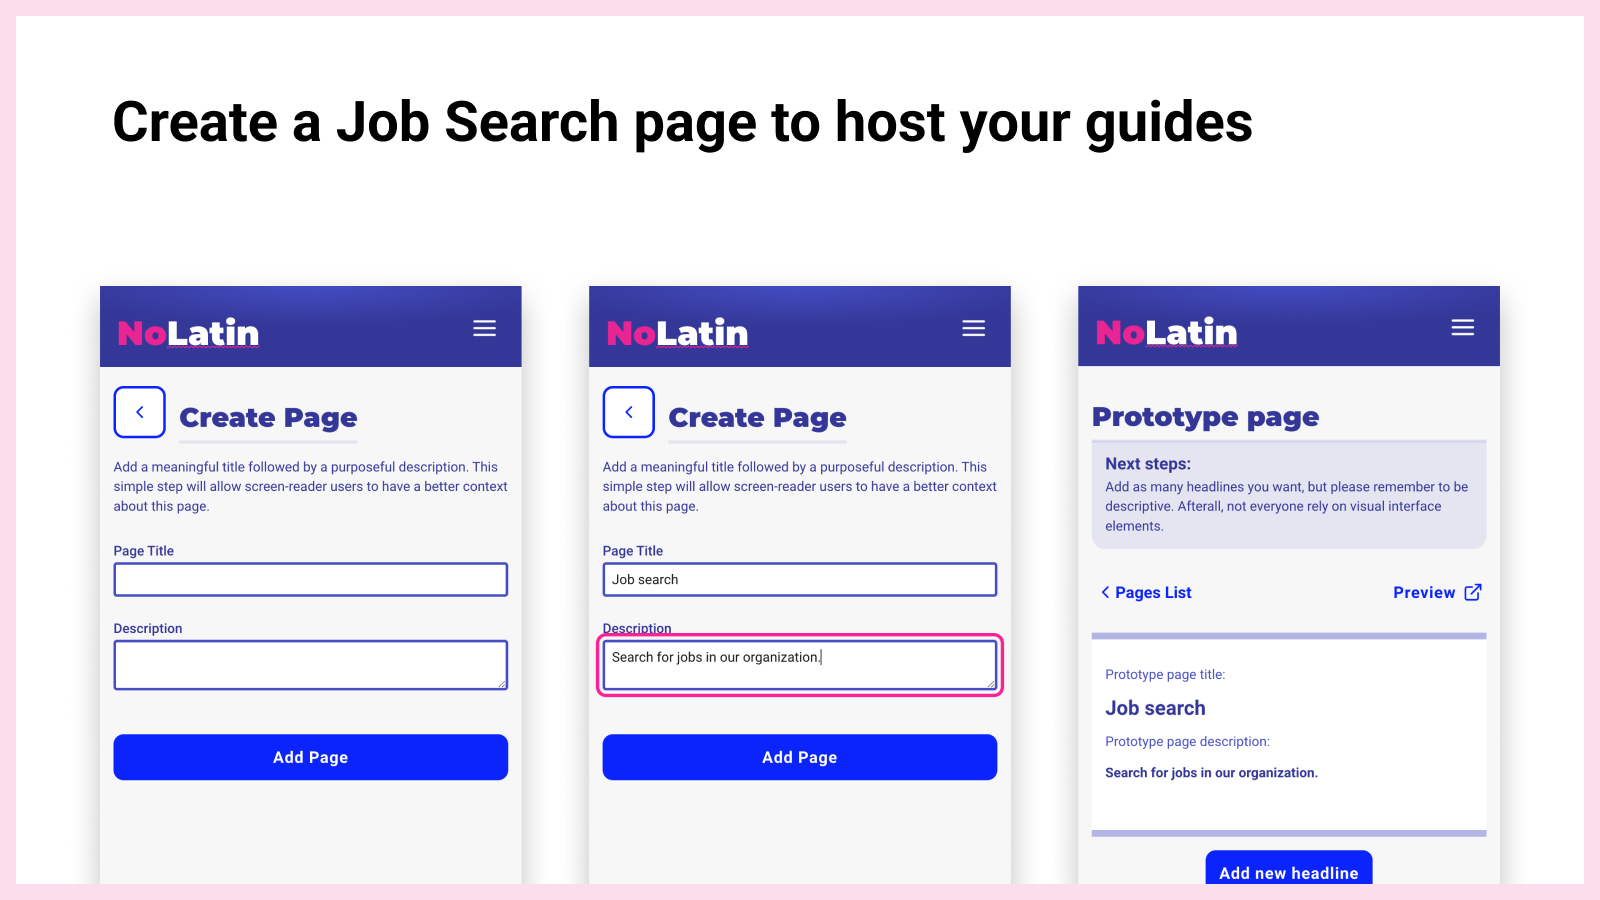 Create a Job Search page to host your guides
NoLatin
Create Page
Add a meaningful title followed by a purposeful description. This
simple step will allow screen-reader users to have a better context
about this page.
Page Title
Description
Add Page
NoLatin
Create Page
Add a meaningful title followed by a purposeful description. This
simple step will allow screen-reader users to have a better context
about this page.
Page Title
Job search
Description
Search for jobs in our organization.
Add Page
NoLatin
Prototype page
Next steps:
Add as many headlines you want, but please remember to be
descriptive. Afterall, not everyone rely on visual interface
elements.
Pages List
Preview
Prototype page title:
Job search
Prototype page description:
Search for jobs in our organization.
Add new headline